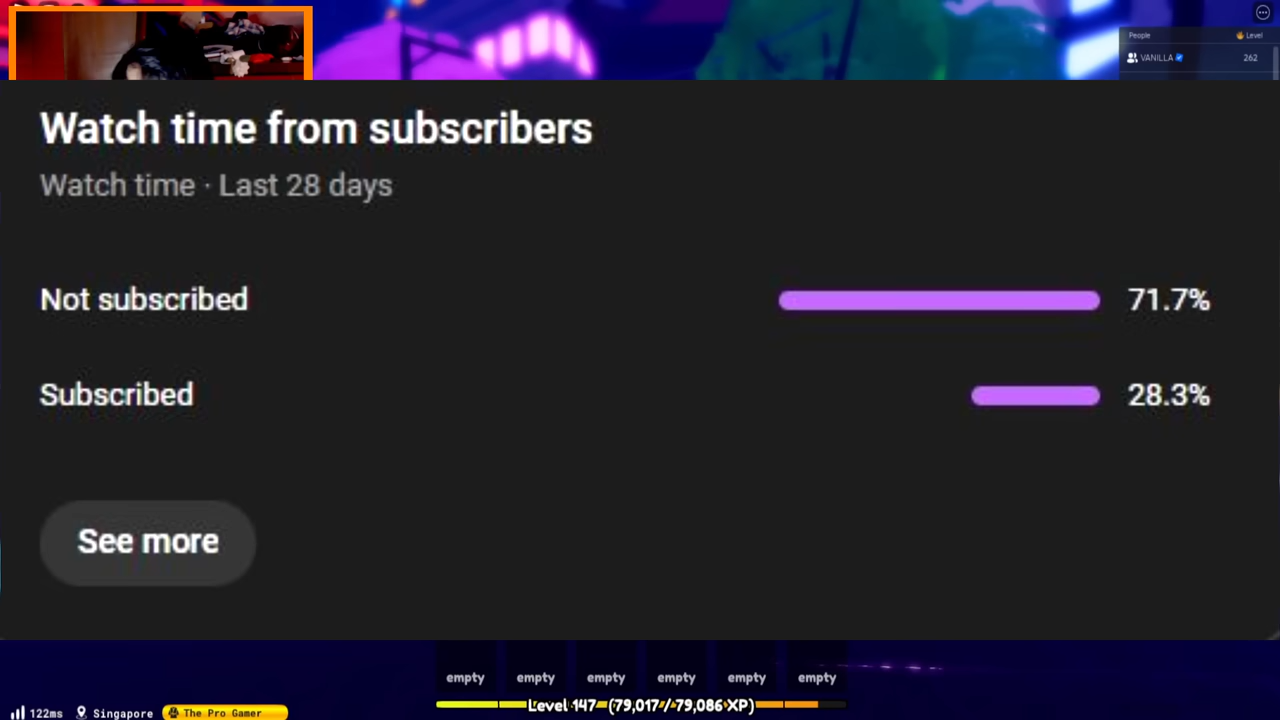 People Level
VANILLA 262
Watch time from subscribers
Watch time · Last 28 days
Not subscribed 71.7%
Subscribed 28.3%
See more
empty empty empty empty empty empty
Level 147 (79,017 / 79,086 XP)
122ms Singapore The Pro Gamer